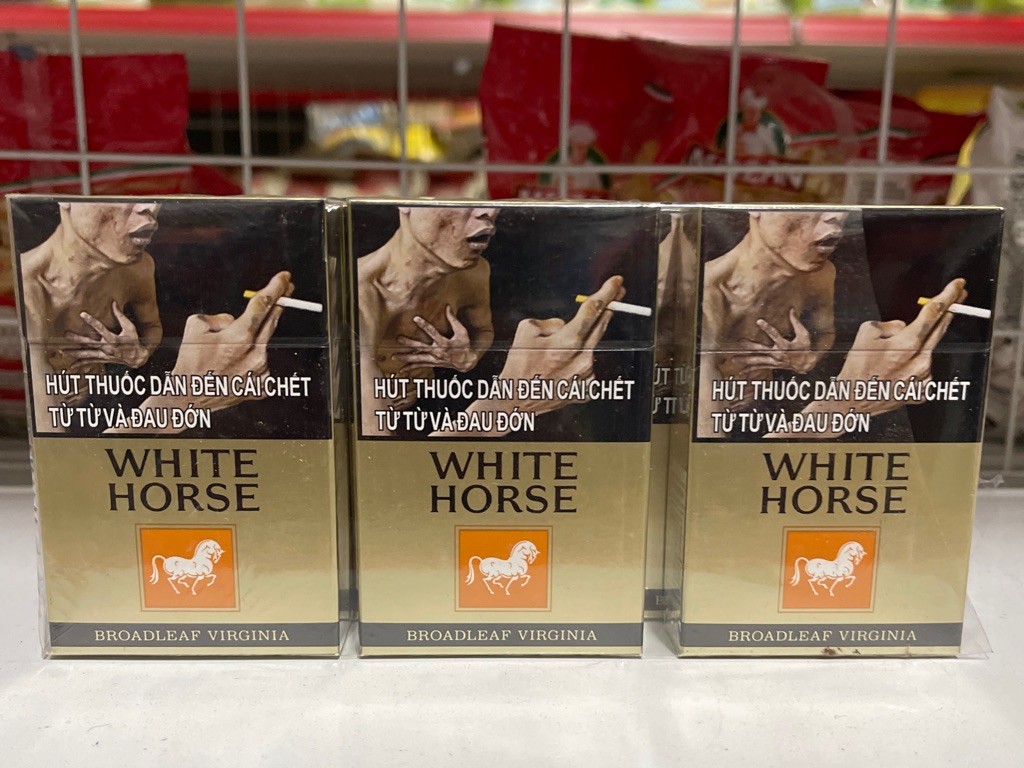 HÚT THUỐC DẪN ĐẾN CÁI CHẾT
TỪ TỪ VÀ ĐAU ĐỚN
WHITE
HORSE
BROADLEAF VIRGINIA
HÚT THUỐC DẪN ĐẾN CÁI CHẾT
TỪ TỪ VÀ ĐAU ĐỚN
WHITE
HORSE
BROADLEAF VIRGINIA
HÚT THUỐC DẪN ĐẾN CÁI CHẾT
TỪ TỪ VÀ ĐAU ĐỚN
WHITE
HORSE
BROADLEAF VIRGINIA